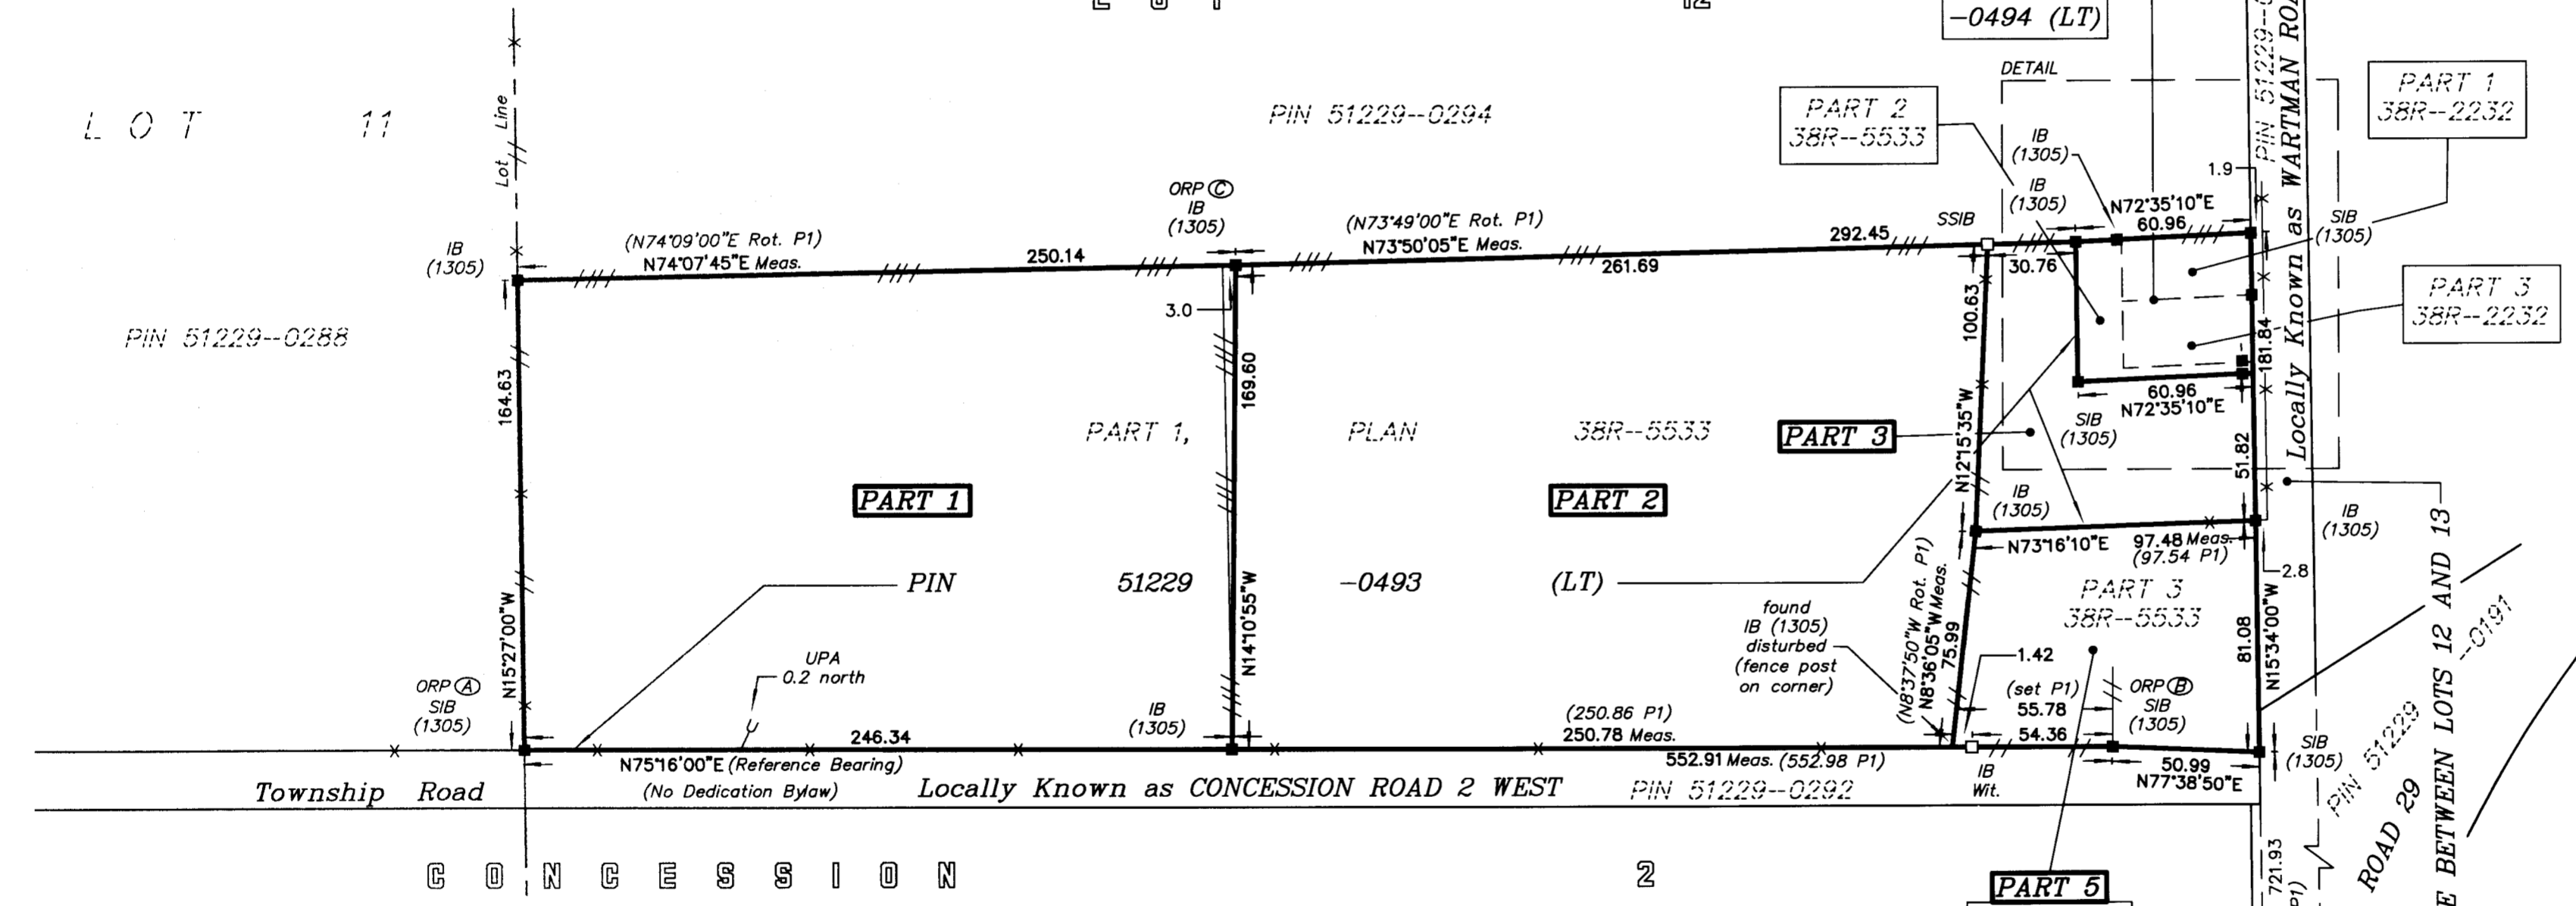 -0494 (LT)
DETAIL
PART 1
38R--2232
PART 2
38R--5533
LOT 11
Lot Line
PIN 51229--0294
IB
(1305)
IB
(1305)
1.9
PIN 51229--
Locally Known as WARTMAN ROA
ORP Ⓒ
IB
(1305)
(N74°09'00"E Rot. P1)
N74°07'45"E Meas.
250.14
(N73°49'00"E Rot. P1)
N73°50'05"E Meas.
292.45
261.69
SSIB
N72°35'10"E
60.96
SIB
(1305)
IB
(1305)
30.76
PART 3
38R--2232
3.0
PIN 51229--0288
164.63
169.60
100.63
181.84
60.96
N72°35'10"E
SIB
(1305)
PART 1, PLAN 38R--5533
PART 3
N12°15'35"W
51.82
PART 1
PART 2
IB
(1305)
IB
(1305)
N73°16'10"E
97.48 Meas.
(97.54 P1)
2.8
PIN 51229 -0493 (LT)
PART 3
38R--5533
N15°27'00"W
N14°10'55"W
(N8°37'50"W Rot. P1)
N8°36'05"W Meas.
75.99
found
IB (1305)
disturbed
(fence post
on corner)
81.08
N15°34'00"W
UPA
0.2 north
1.42
(set P1)
55.78
54.36
ORP Ⓑ
SIB
(1305)
ORP Ⓐ
SIB
(1305)
IB
(1305)
246.34
(250.86 P1)
250.78 Meas.
552.91 Meas. (552.98 P1)
SIB
(1305)
N75°16'00"E (Reference Bearing)
(No Dedication Bylaw)
IB
Wit.
50.99
N77°38'50"E
Township Road
Locally Known as CONCESSION ROAD 2 WEST
PIN 51229--0292
PIN 51229 --0191
ROAD 29
E BETWEEN LOTS 12 AND 13
721.93
P1)
CONCESSION 2
PART 5